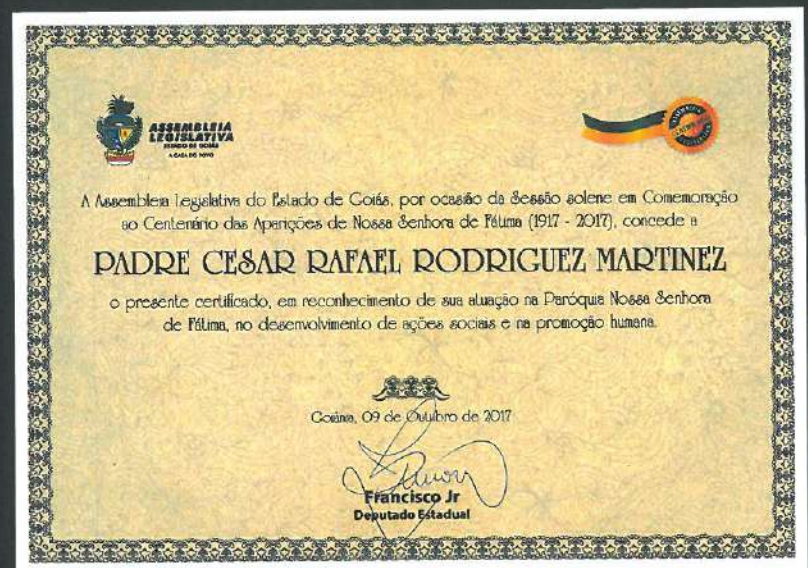 ASSEMBLEIA
LEGISLATIVA
ESTADO DE GOIÁS
A CASA DO POVO
A Assembleia Legislativa do Estado de Goiás, por ocasião da Sessão solene em Comemoração
ao Centenário das Aparições de Nossa Senhora de Fátima (1917 - 2017), concede a
PADRE CESAR RAFAEL RODRIGUEZ MARTINEZ
o presente certificado, em reconhecimento de sua atuação na Paróquia Nossa Senhora
de Fátima, no desenvolvimento de ações sociais e na promoção humana.
Goiânia, 09 de Outubro de 2017
Francisco Jr
Deputado Estadual